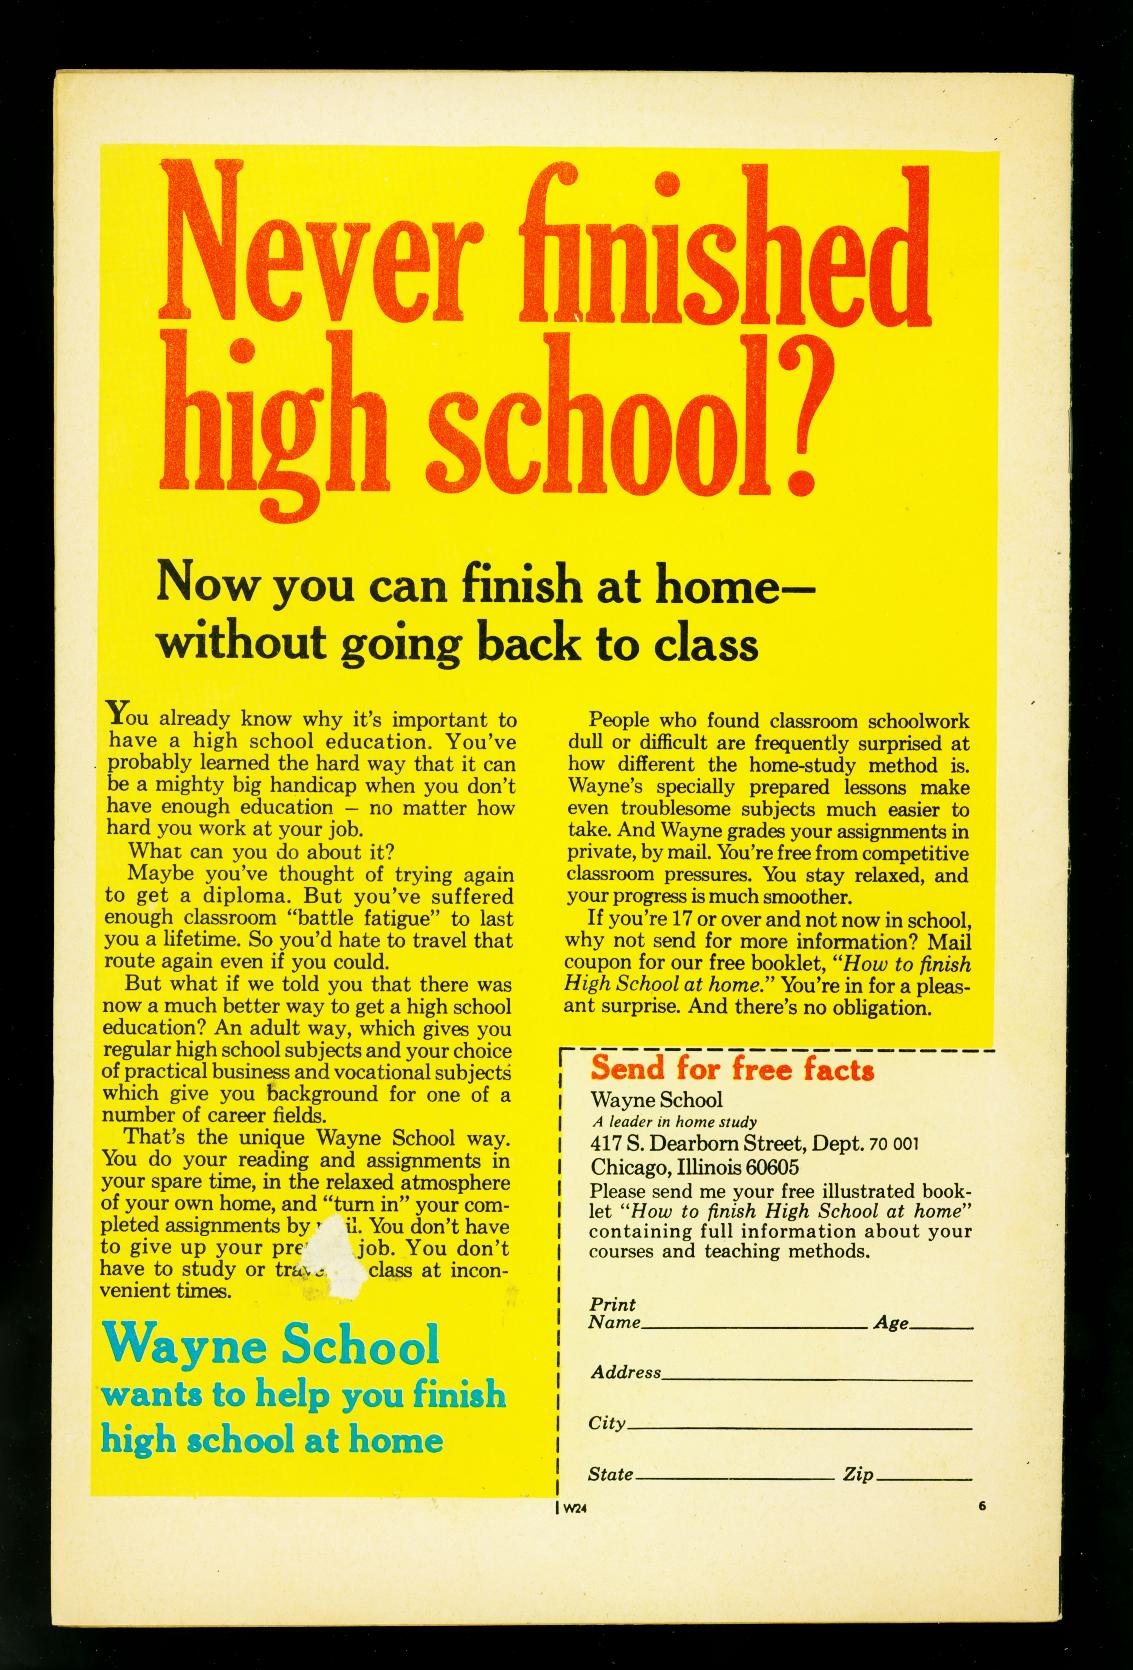 Never finished
high school?
Now you can finish at home—
without going back to class
You already know why it's important to
have a high school education. You've
probably learned the hard way that it can
be a mighty big handicap when you don't
have enough education — no matter how
hard you work at your job.
What can you do about it?
Maybe you've thought of trying again
to get a diploma. But you've suffered
enough classroom "battle fatigue" to last
you a lifetime. So you'd hate to travel that
route again even if you could.
But what if we told you that there was
now a much better way to get a high school
education? An adult way, which gives you
regular high school subjects and your choice
of practical business and vocational subjects
which give you background for one of a
number of career fields.
That's the unique Wayne School way.
You do your reading and assignments in
your spare time, in the relaxed atmosphere
of your own home, and "turn in" your com-
pleted assignments by You don't have
to give up your job. You don't
have to study or class at incon-
venient times.
Wayne School
wants to help you finish
high school at home
People who found classroom schoolwork
dull or difficult are frequently surprised at
how different the home-study method is.
Wayne's specially prepared lessons make
even troublesome subjects much easier to
take. And Wayne grades your assignments in
private, by mail. You're free from competitive
classroom pressures. You stay relaxed, and
your progress is much smoother.
If you're 17 or over and not now in school,
why not send for more information? Mail
coupon for our free booklet, "How to finish
High School at home." You're in for a pleas-
ant surprise. And there's no obligation.
Send for free facts
Wayne School
A leader in home study
417 S. Dearborn Street, Dept. 70 001
Chicago, Illinois 60605
Please send me your free illustrated book-
let "How to finish High School at home"
containing full information about your
courses and teaching methods.
Print
Name Age
Address
City
State Zip
W24 6